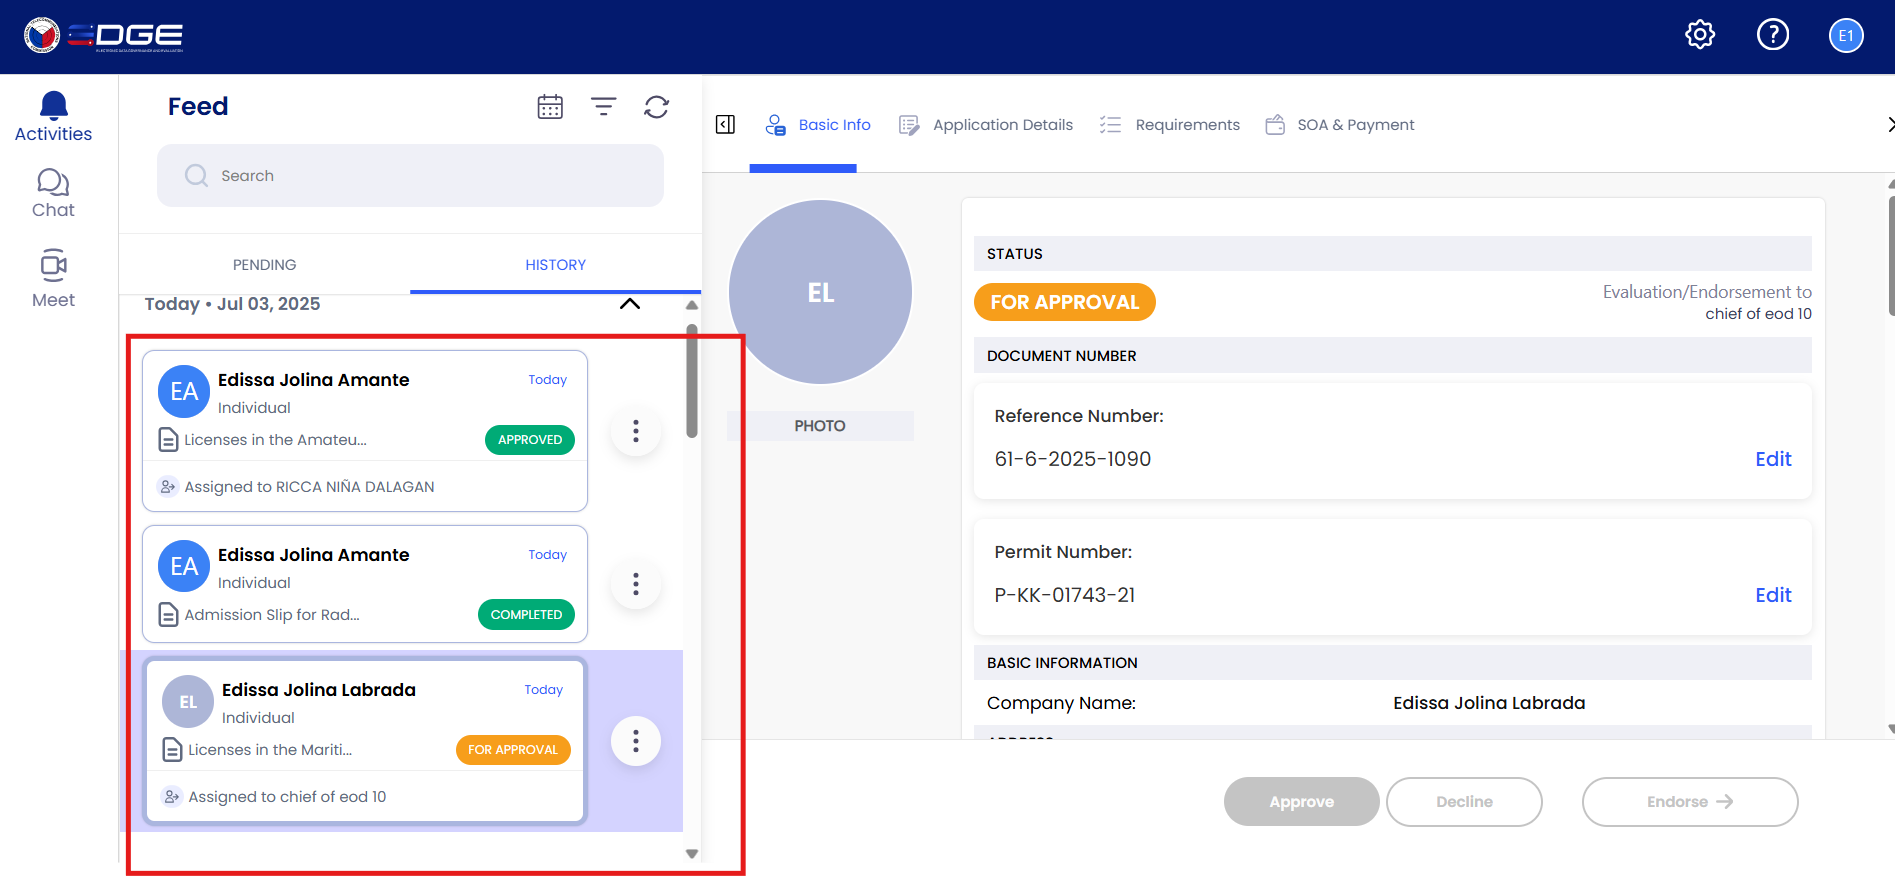 EDGE
E1
Activities
Chat
Meet
Feed
Search
PENDING
HISTORY
Today • Jul 03, 2025
EA
Edissa Jolina Amante
Today
Individual
Licenses in the Amateu...
APPROVED
Assigned to RICCA NIÑA DALAGAN
EA
Edissa Jolina Amante
Today
Individual
Admission Slip for Rad...
COMPLETED
EL
Edissa Jolina Labrada
Today
Individual
Licenses in the Mariti...
FOR APPROVAL
Assigned to chief of eod 10
Basic Info
Application Details
Requirements
SOA & Payment
EL
PHOTO
STATUS
FOR APPROVAL
Evaluation/Endorsement to
chief of eod 10
DOCUMENT NUMBER
Reference Number:
61-6-2025-1090
Edit
Permit Number:
P-KK-01743-21
Edit
BASIC INFORMATION
Company Name:
Edissa Jolina Labrada
Approve
Decline
Endorse